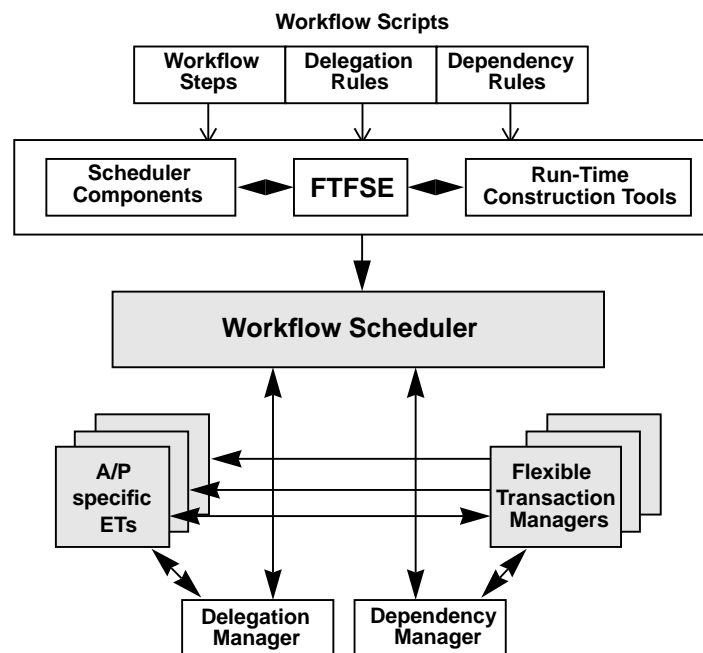 Workflow Scripts
Workflow
Steps
Delegation
Rules
Dependency
Rules
Scheduler
Components
FTFSE
Run-Time
Construction Tools
Workflow Scheduler
A/P
specific
ETs
Flexible
Transaction
Managers
Delegation
Manager
Dependency
Manager